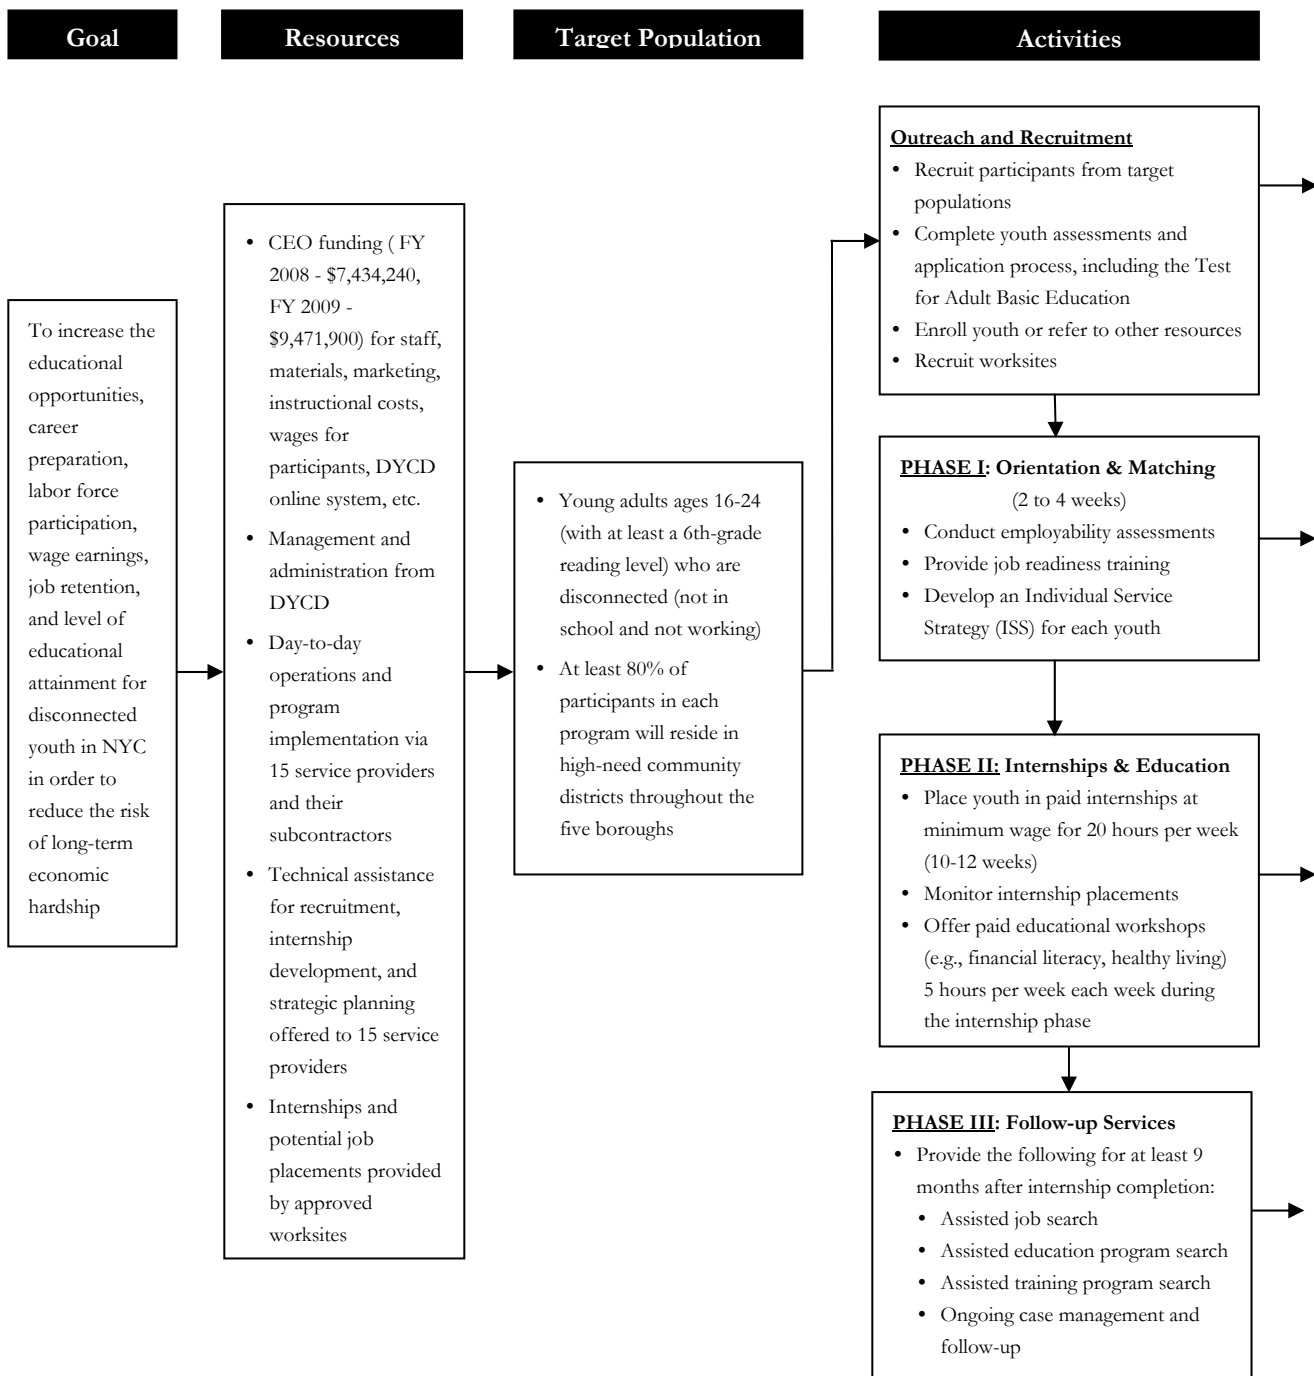 Goal
Resources
Target Population
Activities
To increase the
educational
opportunities,
career
preparation,
labor force
participation,
wage earnings,
job retention,
and level of
educational
attainment for
disconnected
youth in NYC
in order to
reduce the risk
of long-term
economic
hardship
• CEO funding ( FY
2008 - $7,434,240,
FY 2009 -
$9,471,900) for staff,
materials, marketing,
instructional costs,
wages for
participants, DYCD
online system, etc.
• Management and
administration from
DYCD
• Day-to-day
operations and
program
implementation via
15 service providers
and their
subcontractors
• Technical assistance
for recruitment,
internship
development, and
strategic planning
offered to 15 service
providers
• Internships and
potential job
placements provided
by approved
worksites
• Young adults ages 16-24
(with at least a 6th-grade
reading level) who are
disconnected (not in
school and not working)
• At least 80% of
participants in each
program will reside in
high-need community
districts throughout the
five boroughs
Outreach and Recruitment
• Recruit participants from target
populations
• Complete youth assessments and
application process, including the Test
for Adult Basic Education
• Enroll youth or refer to other resources
• Recruit worksites
PHASE I: Orientation & Matching
(2 to 4 weeks)
• Conduct employability assessments
• Provide job readiness training
• Develop an Individual Service
Strategy (ISS) for each youth
PHASE II: Internships & Education
• Place youth in paid internships at
minimum wage for 20 hours per week
(10-12 weeks)
• Monitor internship placements
• Offer paid educational workshops
(e.g., financial literacy, healthy living)
5 hours per week each week during
the internship phase
PHASE III: Follow-up Services
• Provide the following for at least 9
months after internship completion:
• Assisted job search
• Assisted education program search
• Assisted training program search
• Ongoing case management and
follow-up